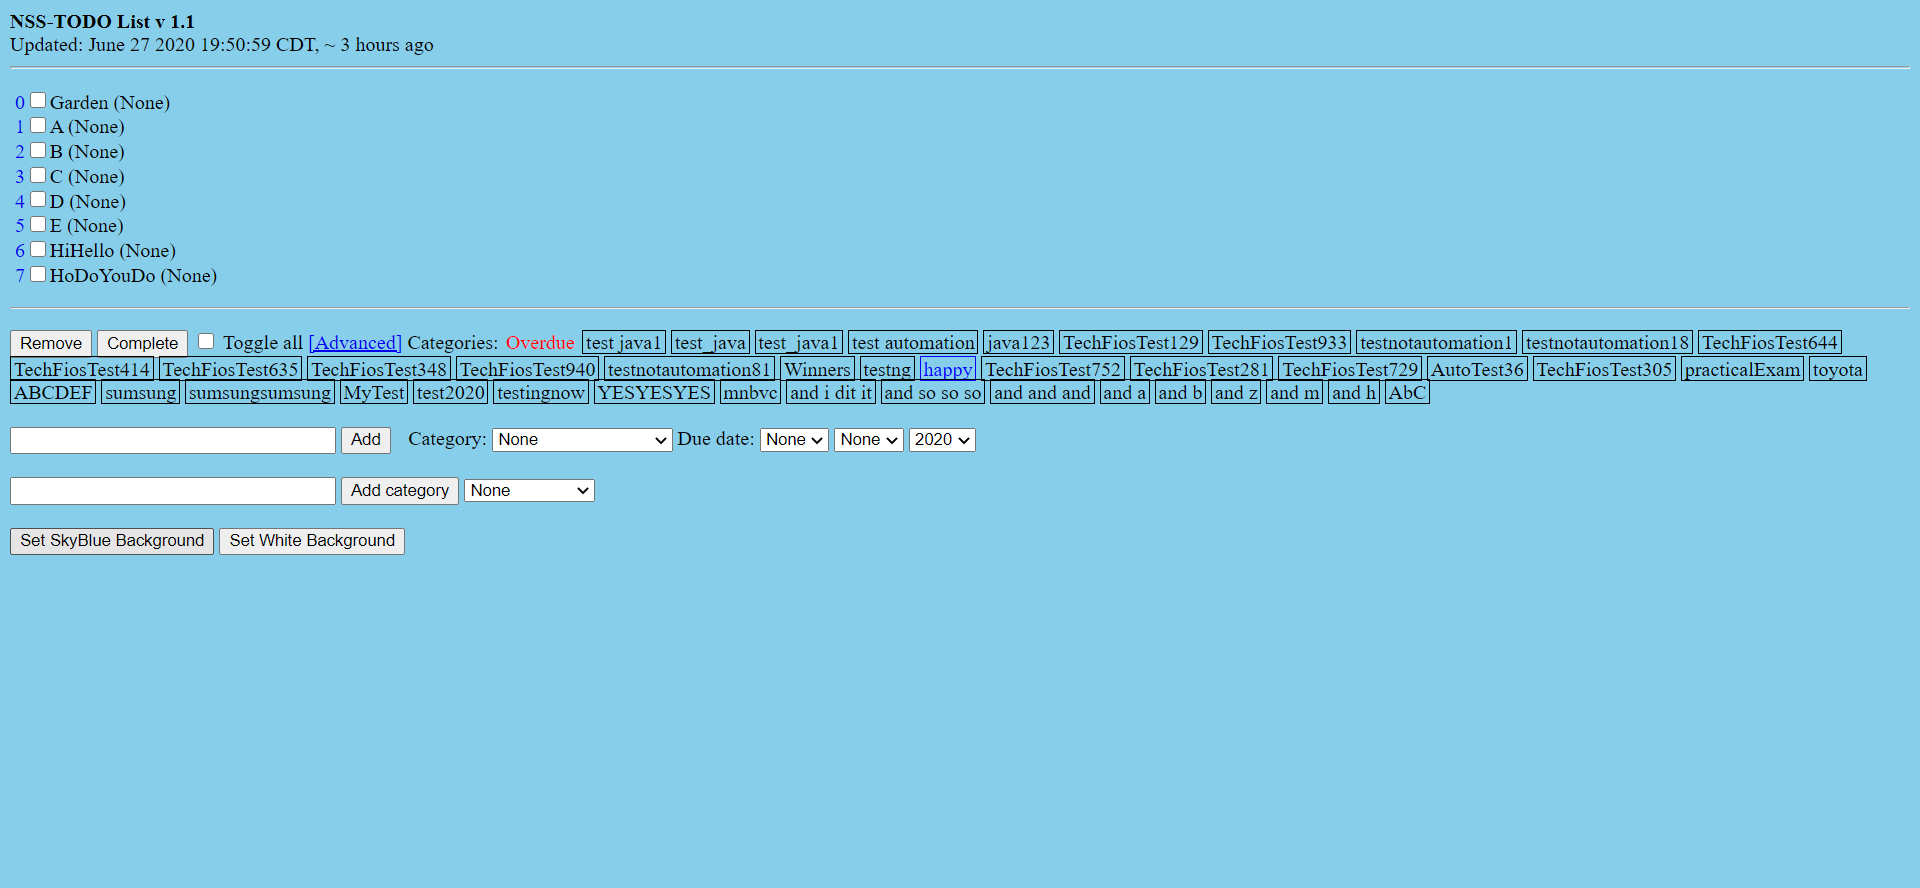 NSS-TODO List v 1.1
Updated: June 27 2020 19:50:59 CDT, ~ 3 hours ago
0 Garden (None)
1 A (None)
2 B (None)
3 C (None)
4 D (None)
5 E (None)
6 HiHello (None)
7 HoDoYouDo (None)
Remove Complete Toggle all [Advanced] Categories: Overdue test java1 test_java test_java1 test automation java123 TechFiosTest129 TechFiosTest933 testnotautomation1 testnotautomation18 TechFiosTest644
TechFiosTest414 TechFiosTest635 TechFiosTest348 TechFiosTest940 testnotautomation81 Winners testng happy TechFiosTest752 TechFiosTest281 TechFiosTest729 AutoTest36 TechFiosTest305 practicalExam toyota
ABCDEF sumsung sumsungsumsung MyTest test2020 testingnow YESYESYES mnbvc and i dit it and so so so and and and and a and b and z and m and h AbC
Add Category: None Due date: None None 2020
Add category None
Set SkyBlue Background Set White Background